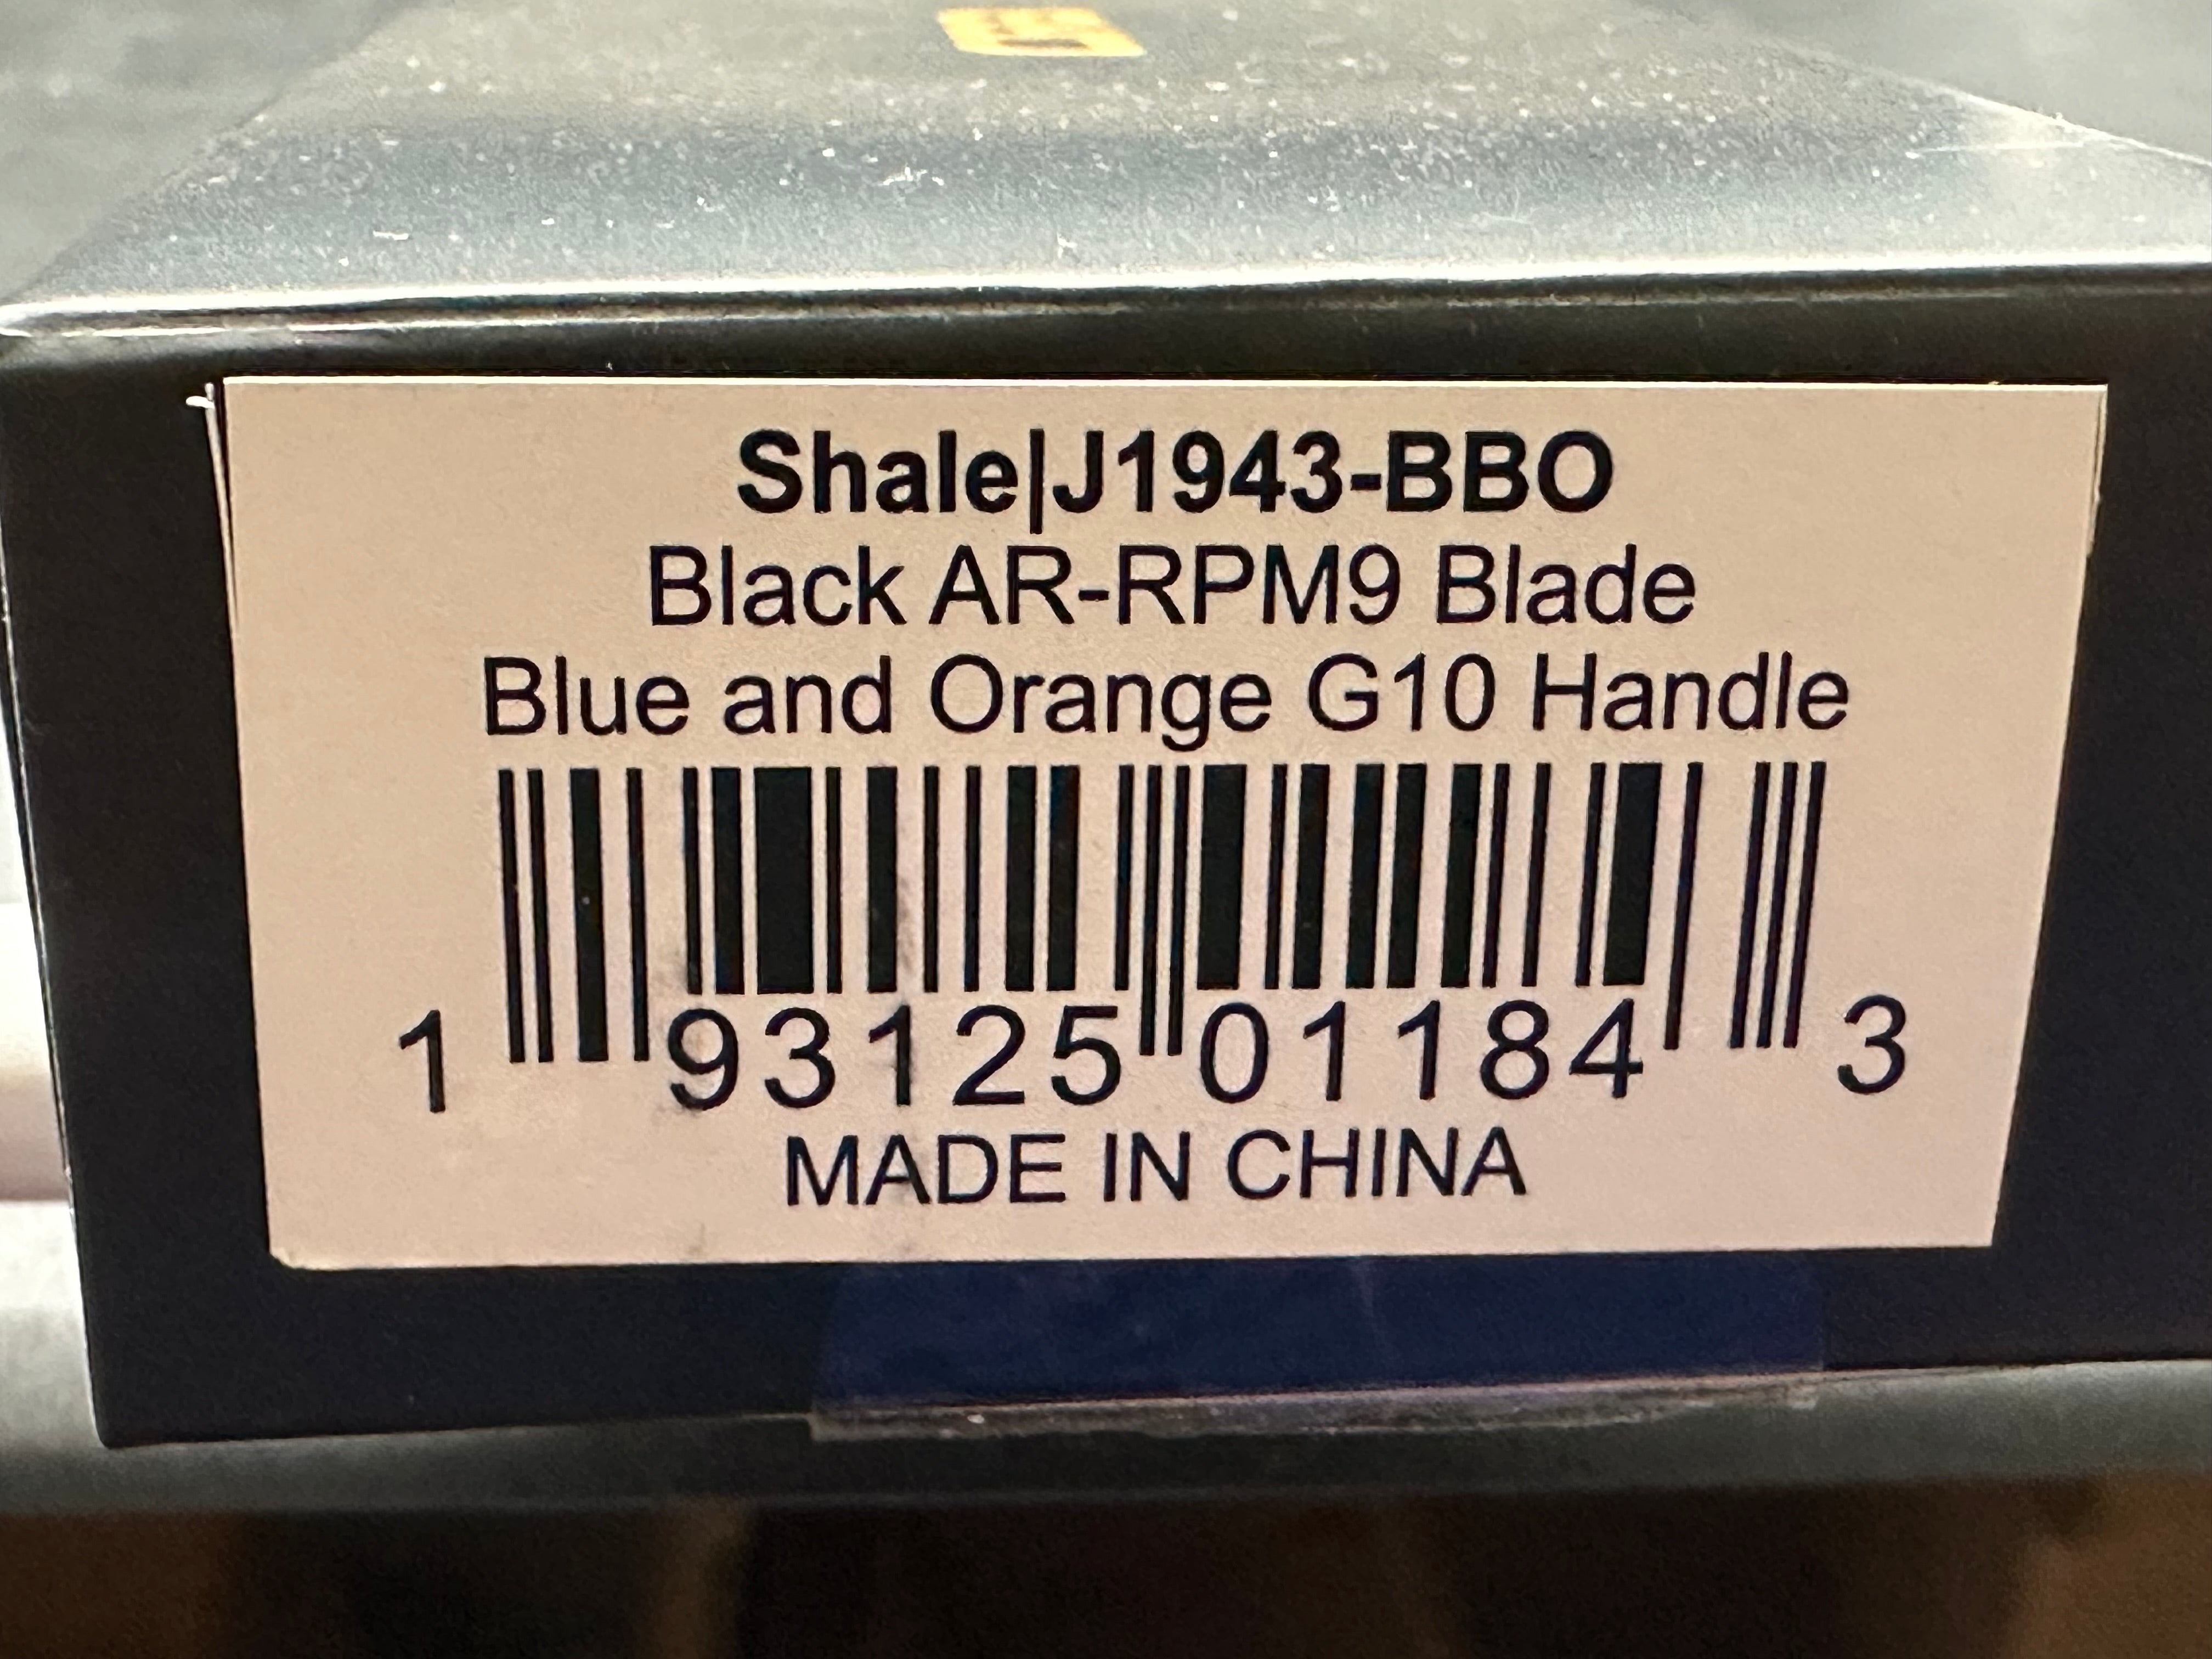 Shale|J1943-BBO
Black AR-RPM9 Blade
Blue and Orange G10 Handle
1 93125 01184 3
MADE IN CHINA